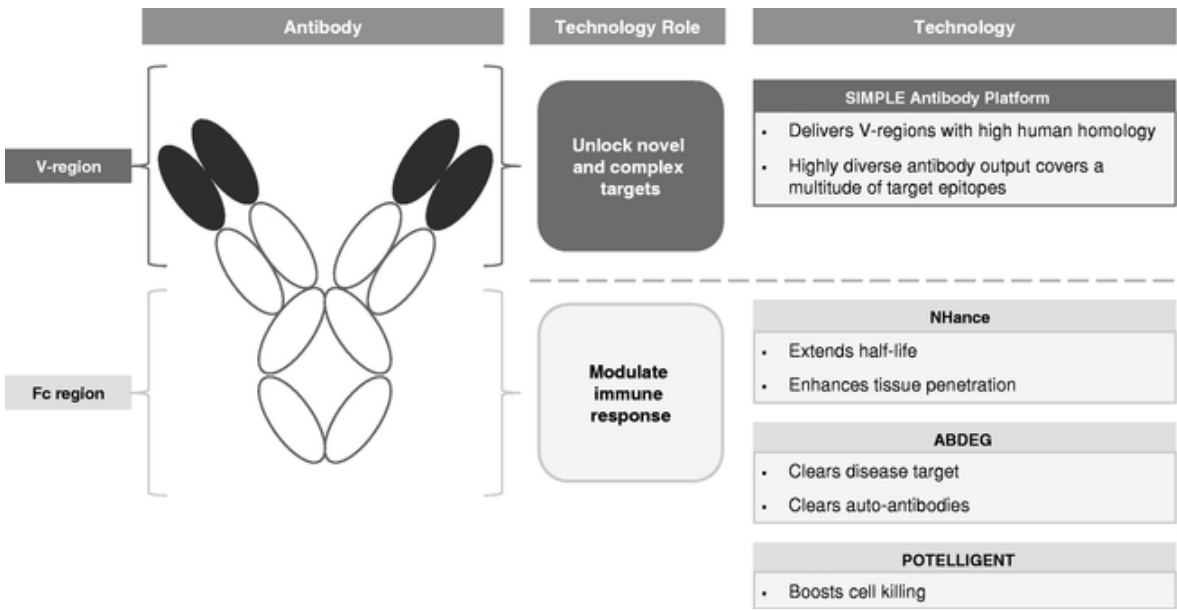 Antibody
Technology Role
Technology
V-region
Unlock novel
and complex
targets
SIMPLE Antibody Platform
• Delivers V-regions with high human homology
• Highly diverse antibody output covers a
multitude of target epitopes
Fc region
Modulate
immune
response
NHance
• Extends half-life
• Enhances tissue penetration
ABDEG
• Clears disease target
• Clears auto-antibodies
POTELLIGENT
• Boosts cell killing